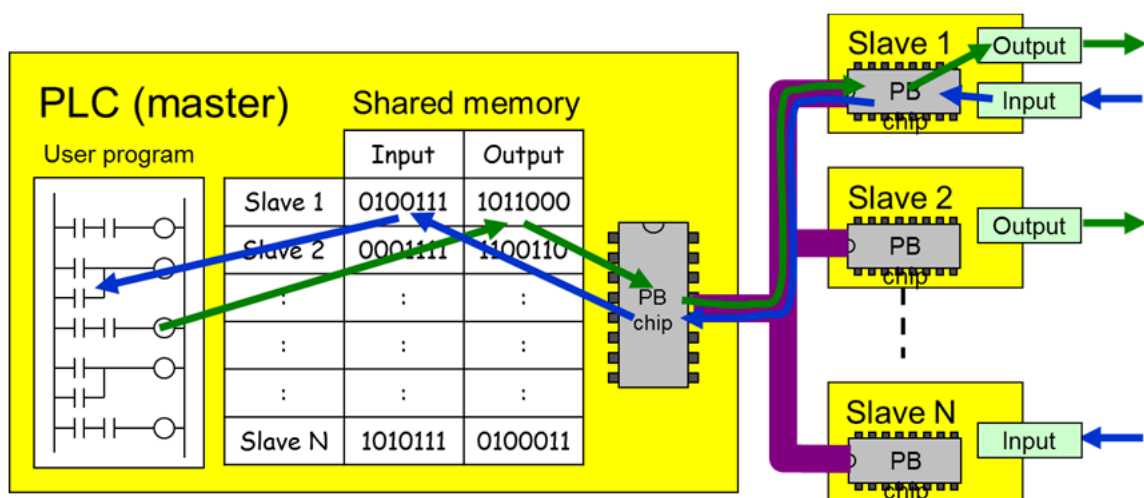 PLC (master)
Shared memory
User program
Input Output
Slave 1 0100111 1011000
Slave 2 0001111 1100110
: : :
: : :
: : :
Slave N 1010111 0100011
PB
chip
Slave 1
PB
chip
Output
Input
Slave 2
PB
chip
Output
Slave N
PB
chip
Input